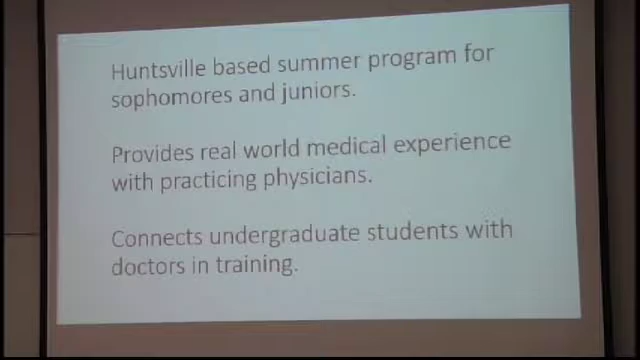 Huntsville based summer program for
sophomores and juniors.
Provides real world medical experience
with practicing physicians.
Connects undergraduate students with
doctors in training.